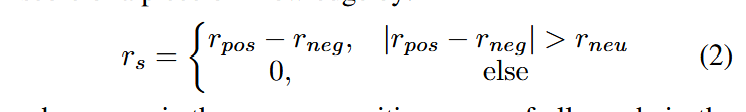 r_s = { r_pos − r_neg, |r_pos − r_neg| > r_neu
0, else (2)